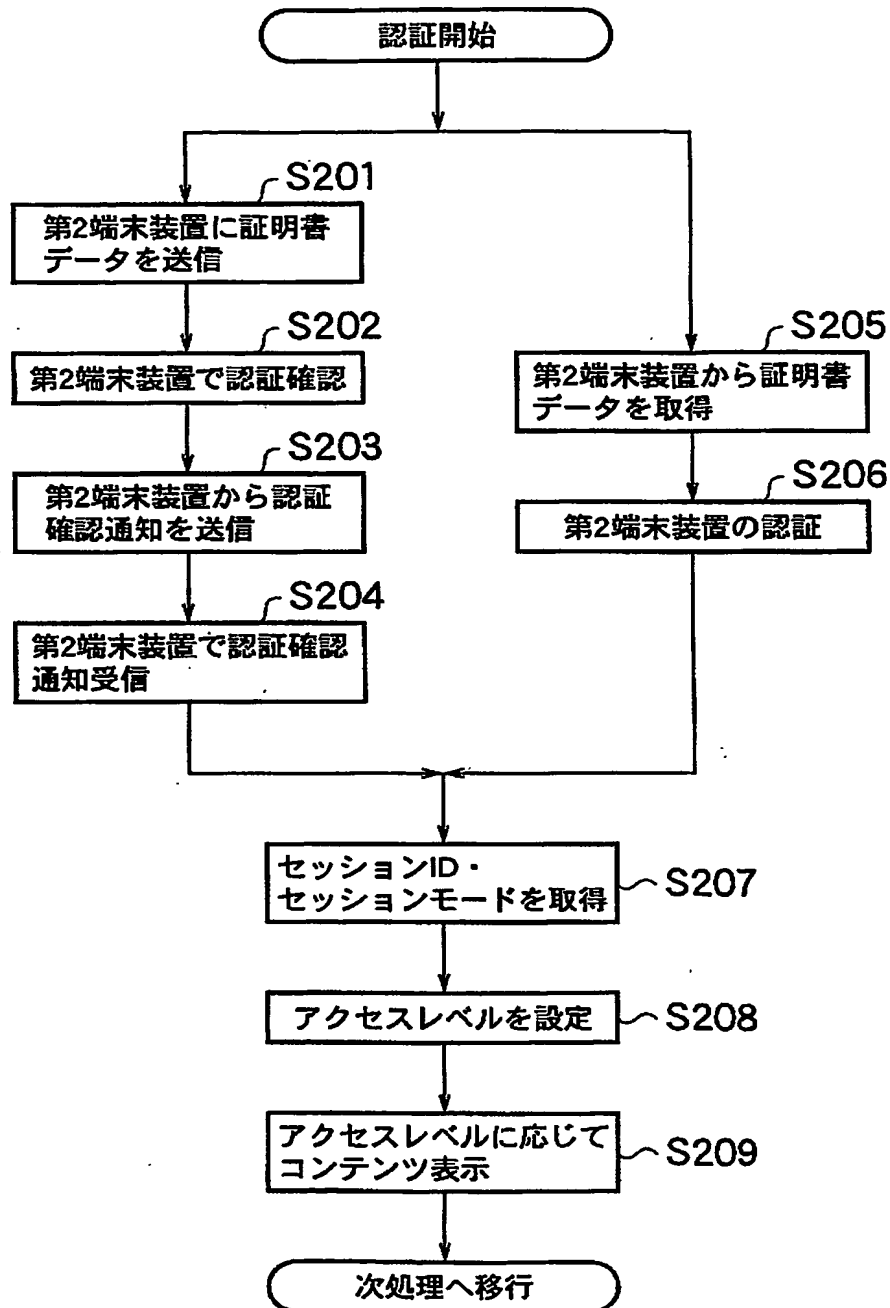 認証開始
S201
第2端末装置に証明書
データを送信
S202
第2端末装置で認証確認
S203
第2端末装置から認証
確認通知を送信
S204
第2端末装置で認証確認
通知受信
S205
第2端末装置から証明書
データを取得
S206
第2端末装置の認証
セッションID・
セッションモードを取得
S207
アクセスレベルを設定
S208
アクセスレベルに応じて
コンテンツ表示
S209
次処理へ移行